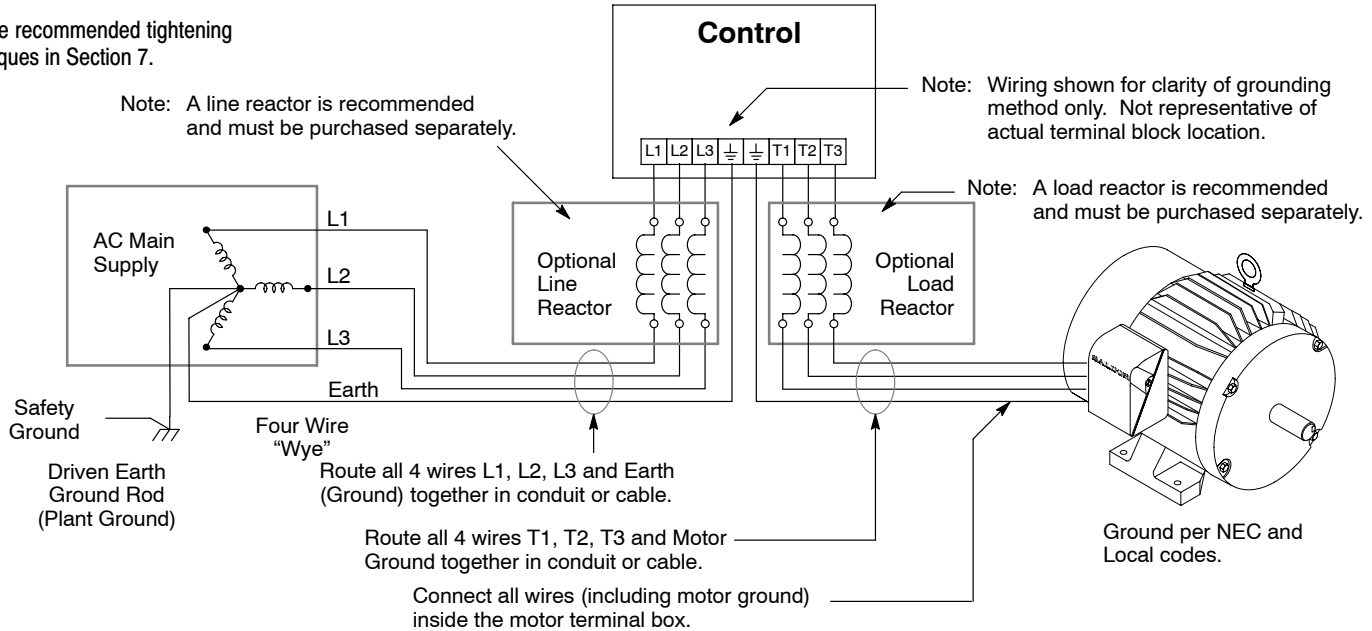 e recommended tightening
ques in Section 7.
Control
Note: A line reactor is recommended
and must be purchased separately.
Note: Wiring shown for clarity of grounding
method only. Not representative of
actual terminal block location.
L1 L2 L3 T1 T2 T3
Note: A load reactor is recommended
and must be purchased separately.
AC Main
Supply
L1
L2
L3
Earth
Optional
Line
Reactor
Optional
Load
Reactor
BALDOR
Safety
Ground
Four Wire
“Wye”
Driven Earth
Ground Rod
(Plant Ground)
Route all 4 wires L1, L2, L3 and Earth
(Ground) together in conduit or cable.
Route all 4 wires T1, T2, T3 and Motor
Ground together in conduit or cable.
Connect all wires (including motor ground)
inside the motor terminal box.
Ground per NEC and
Local codes.